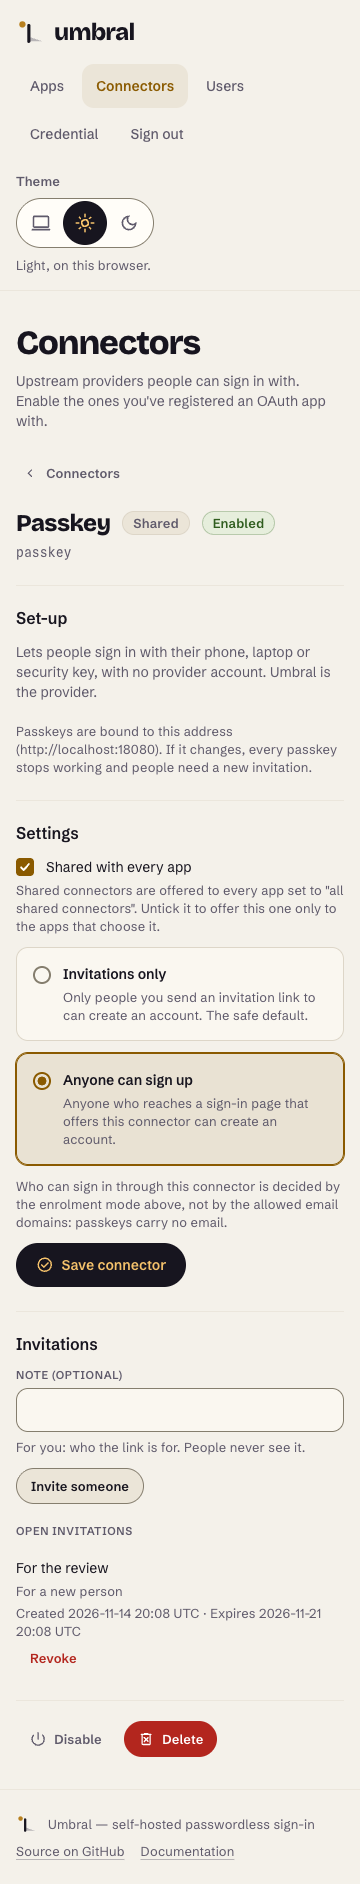 umbral
Apps
Connectors
Users
Credential
Sign out
Theme
Light, on this browser.
Connectors
Upstream providers people can sign in with.
Enable the ones you've registered an OAuth app
with.
Connectors
Passkey
Shared
Enabled
passkey
Set-up
Lets people sign in with their phone, laptop or
security key, with no provider account. Umbral is
the provider.
Passkeys are bound to this address
(http://localhost:18080). If it changes, every passkey
stops working and people need a new invitation.
Settings
Shared with every app
Shared connectors are offered to every app set to "all
shared connectors". Untick it to offer this one only to
the apps that choose it.
Invitations only
Only people you send an invitation link to
can create an account. The safe default.
Anyone can sign up
Anyone who reaches a sign-in page that
offers this connector can create an
account.
Who can sign in through this connector is decided by
the enrolment mode above, not by the allowed email
domains: passkeys carry no email.
Save connector
Invitations
NOTE (OPTIONAL)
For you: who the link is for. People never see it.
Invite someone
OPEN INVITATIONS
For the review
For a new person
Created 2026-11-14 20:08 UTC · Expires 2026-11-21
20:08 UTC
Revoke
Disable
Delete
Umbral — self-hosted passwordless sign-in
Source on GitHub
Documentation